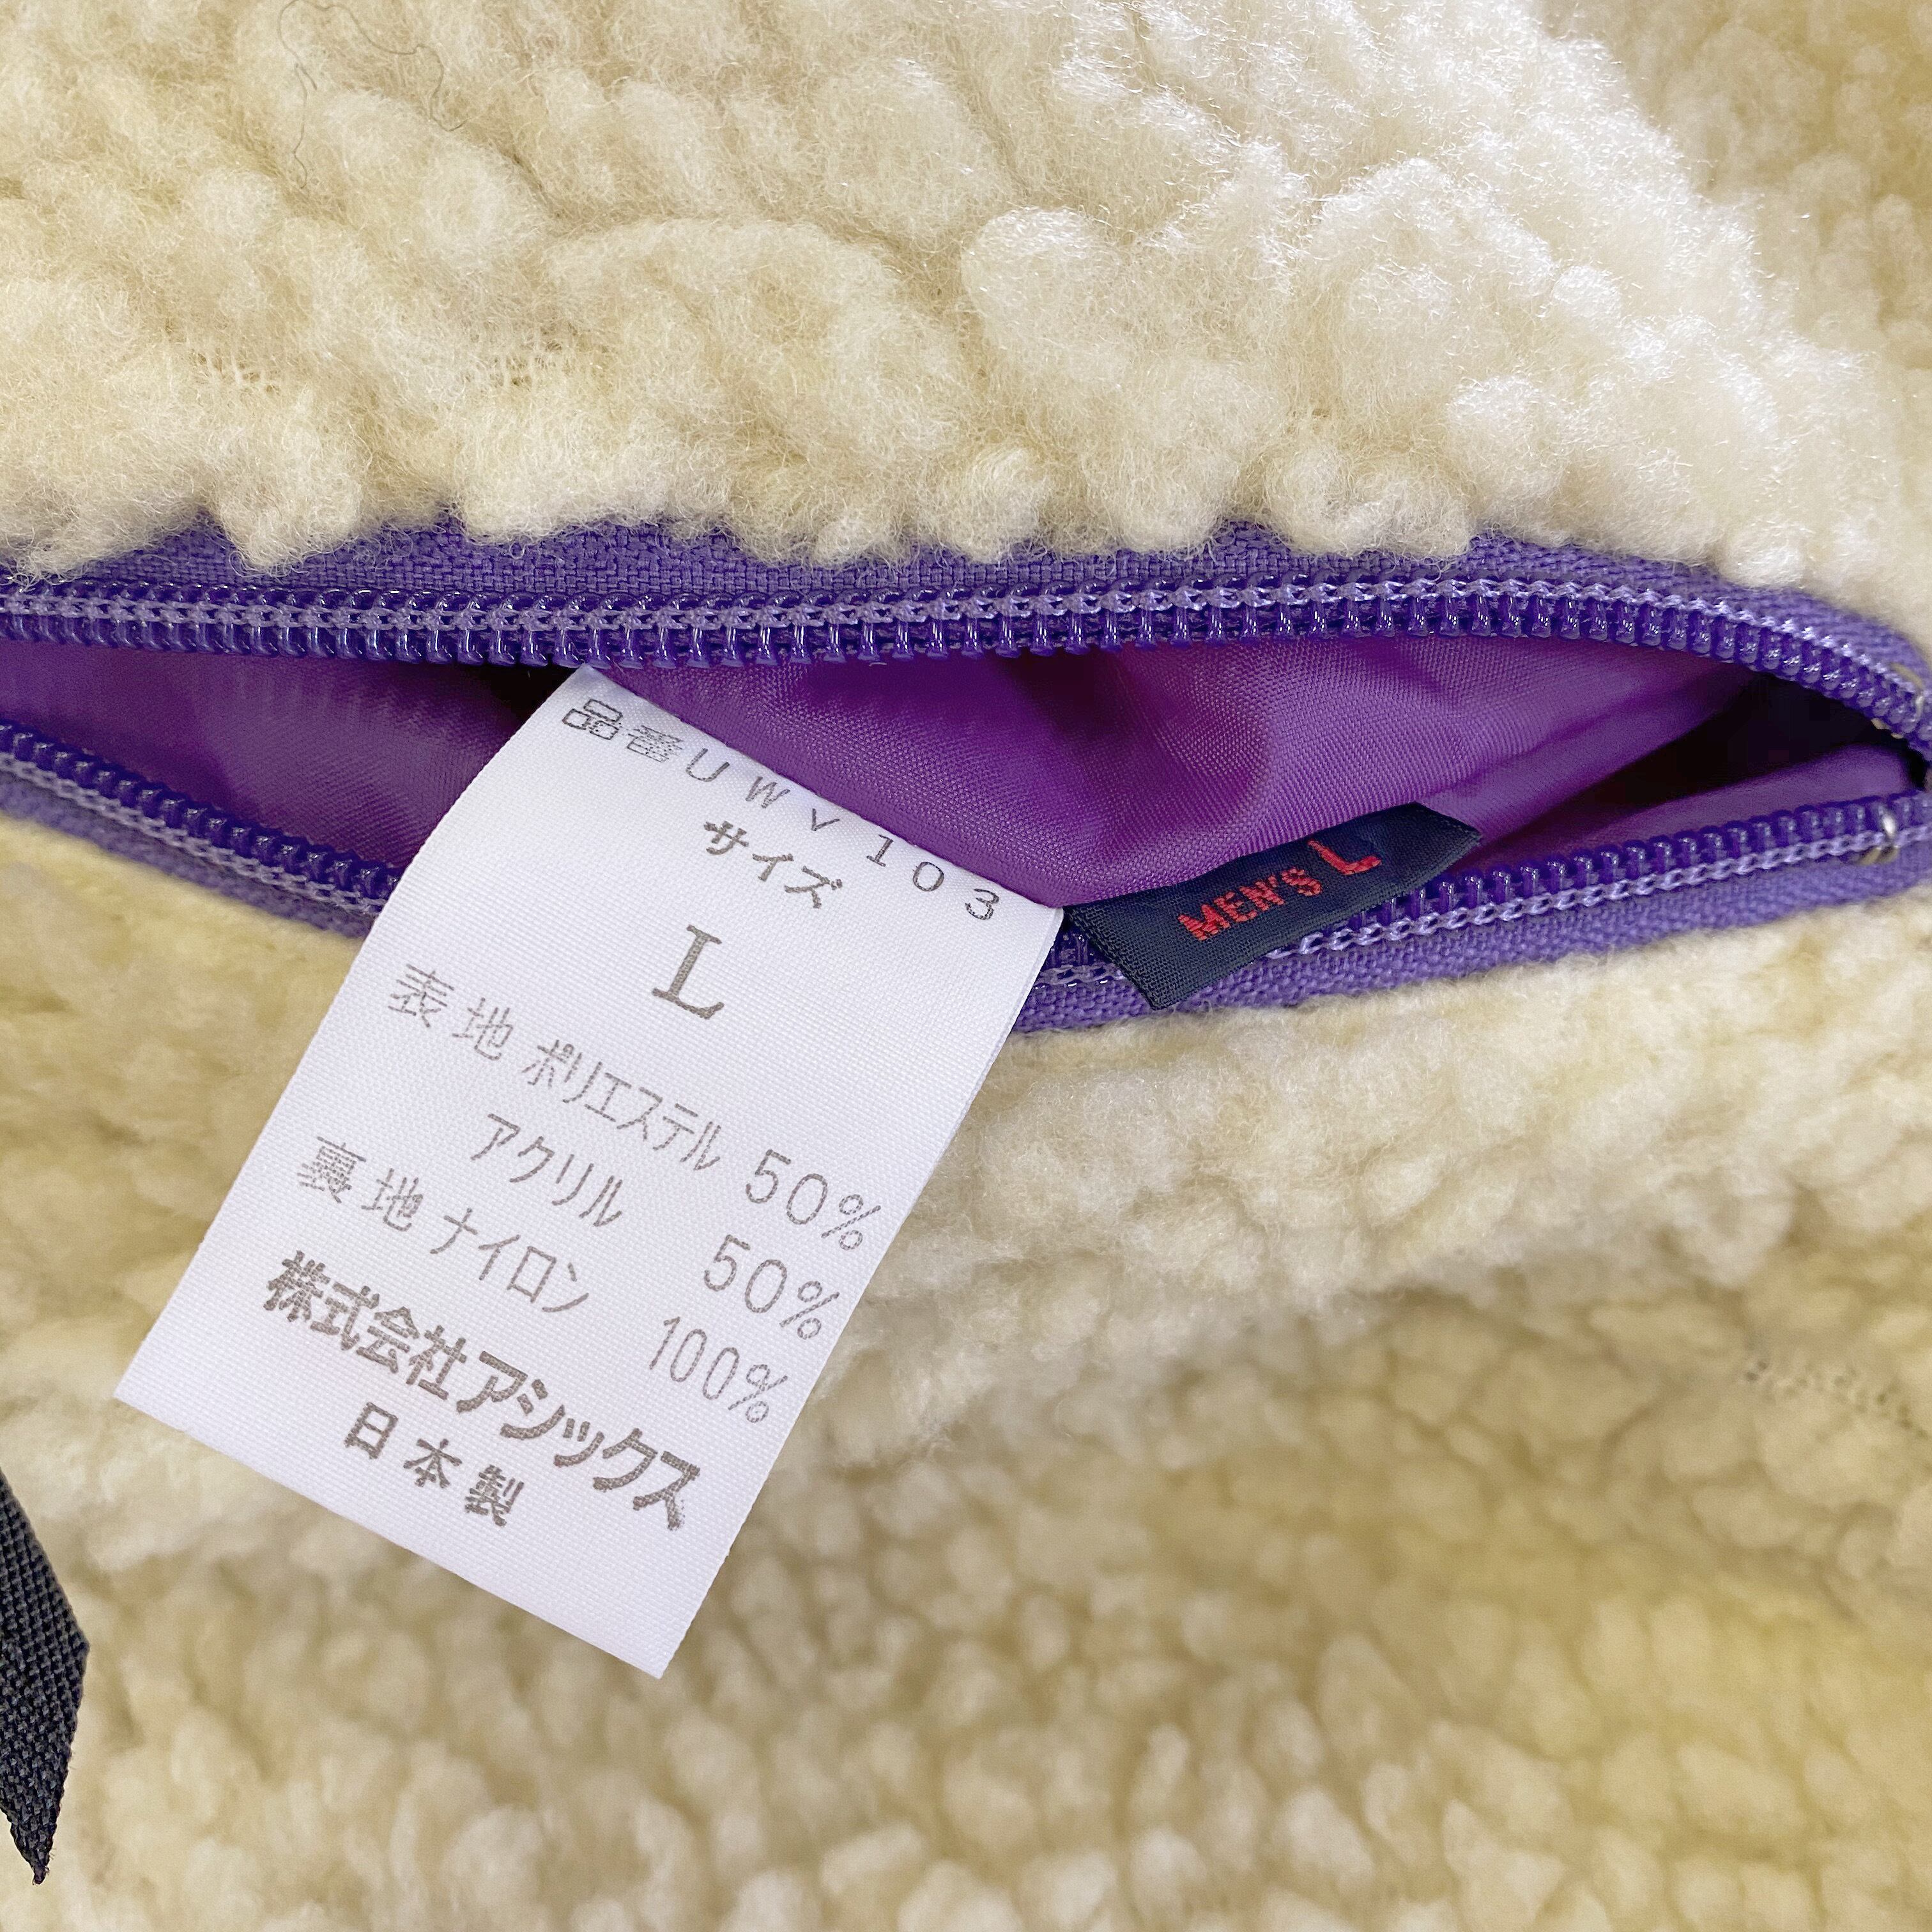 品番UWV103
サイズ
L
表地 ポリエステル 50%
アクリル 50%
裏地 ナイロン 100%
株式会社アシックス
日本製
MEN'S L